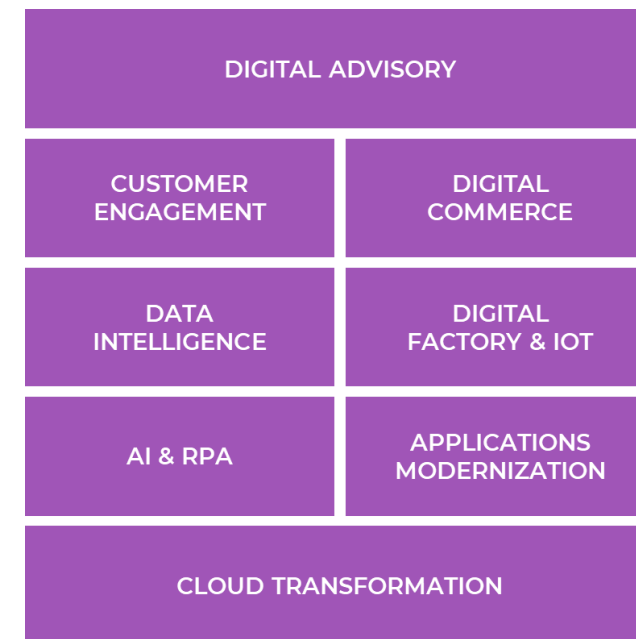 DIGITAL ADVISORY
CUSTOMER
ENGAGEMENT
DIGITAL
COMMERCE
DATA
INTELLIGENCE
DIGITAL
FACTORY & IOT
AI & RPA
APPLICATIONS
MODERNIZATION
CLOUD TRANSFORMATION